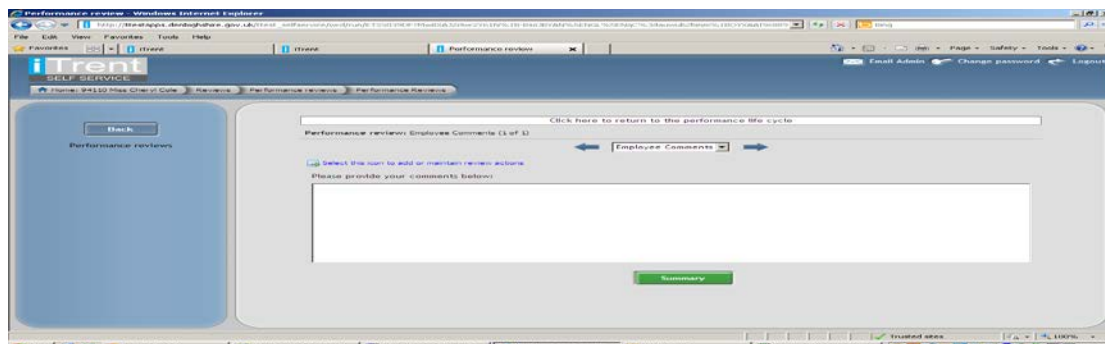 Performance review - Windows Internet Explorer
File Edit View Favorites Tools Help
Favorites iTrent iTrent Performance review Page Safety Tools
iTrent
SELF SERVICE
Email Admin Change password Logout
Home: 94110 Miss Cheryl Cole Reviews Performance reviews Performance Reviews
Back
Performance reviews
Click here to return to the performance life cycle
Performance review: Employee Comments (1 of 1)
Employee Comments
Select this icon to add or maintain review actions
Please provide your comments below:
Summary
Trusted sites 100%